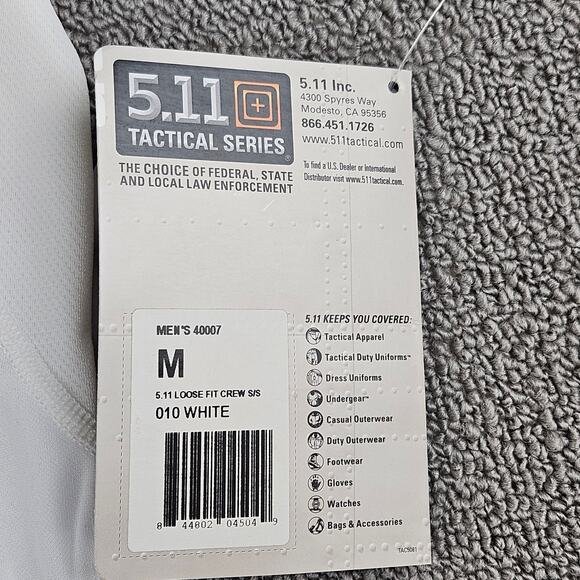 5.11
TACTICAL SERIES®
THE CHOICE OF FEDERAL, STATE
AND LOCAL LAW ENFORCEMENT
5.11 Inc.
4300 Spyres Way
Modesto, CA 95356
866.451.1726
www.511tactical.com
To find a U.S. Dealer or International
Distributor visit www.511tactical.com.
MEN'S 40007
M
5.11 LOOSE FIT CREW S/S
010 WHITE
8 44802 04504 9
5.11 KEEPS YOU COVERED:
Tactical Apparel
Tactical Duty Uniforms™
Dress Uniforms
Undergear™
Casual Outerwear
Duty Outerwear
Footwear
Gloves
Watches
Bags & Accessories
TAC5081